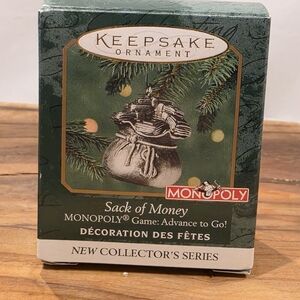 KEEPSAKE
ORNAMENT
MONOPOLY
Sack of Money
MONOPOLY® Game: Advance to Go!
DÉCORATION DES FÊTES
NEW COLLECTOR'S SERIES